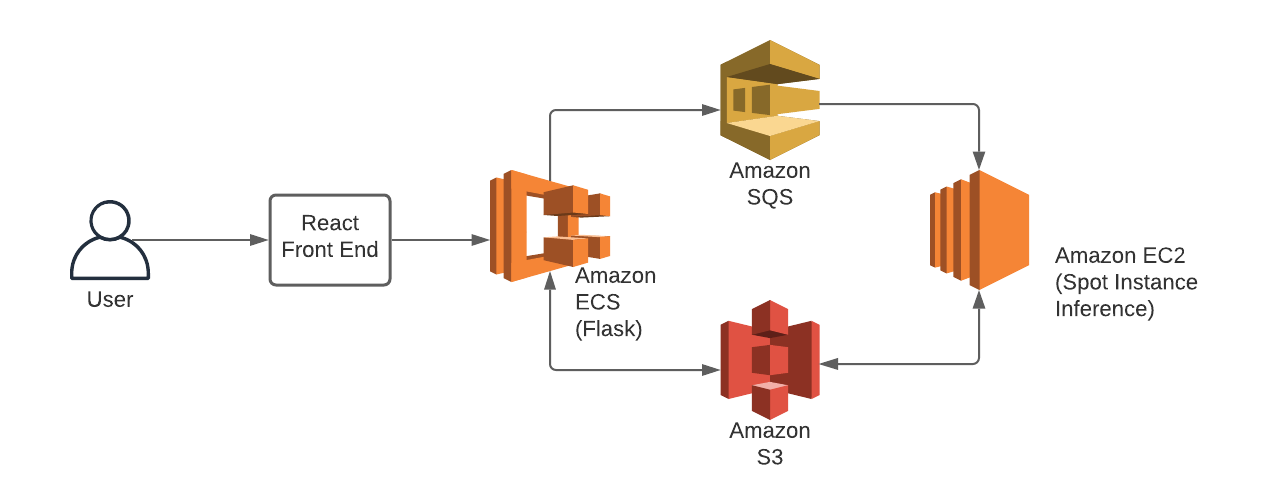 User
React
Front End
Amazon
ECS
(Flask)
Amazon
SQS
Amazon
S3
Amazon EC2
(Spot Instance
Inference)